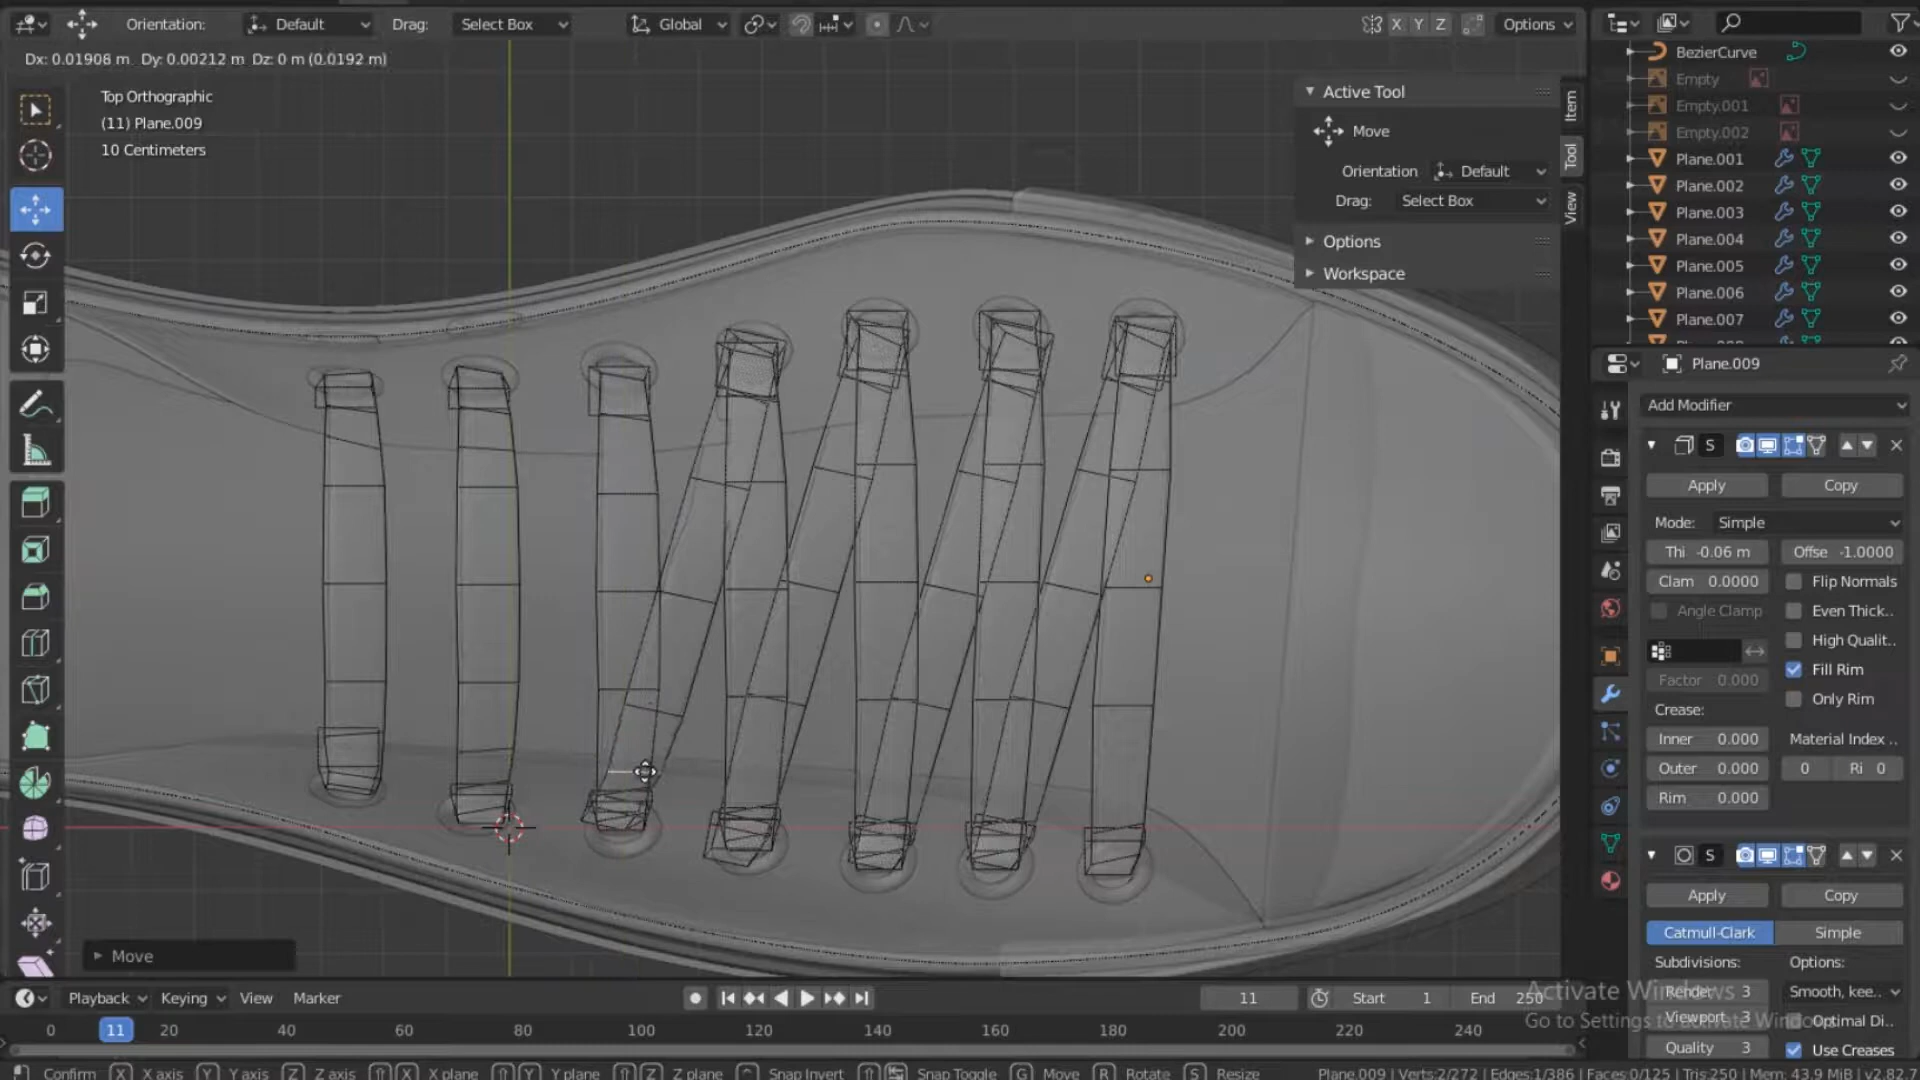 Orientation: Default Drag: Select Box Global X Y Z Options
Dx: 0.01908 m Dy: 0.00212 m Dz: 0 m (0.0192 m)
Top Orthographic
(11) Plane.009
10 Centimeters
Active Tool
Move
Orientation Default
Drag: Select Box
Options
Workspace
Item
Tool
View
BezierCurve
Empty
Empty.001
Empty.002
Plane.001
Plane.002
Plane.003
Plane.004
Plane.005
Plane.006
Plane.007
Plane.009
Add Modifier
S
Apply Copy
Mode: Simple
Thi -0.06 m Offse -1.0000
Clam 0.0000 Flip Normals
Angle Clamp Even Thick..
High Qualit..
Factor 0.000 Fill Rim
Only Rim
Crease:
Inner 0.000 Material Index ..
Outer 0.000 0 Ri 0
Rim 0.000
S
Apply Copy
Catmull-Clark Simple
Subdivisions: Options:
Render 3 Smooth, kee..
Viewport 3 Optimal Di..
Quality 3 Use Creases
Activate Windows
Go to Settings to activate Windows.
Move
Playback Keying View Marker 11 Start 1 End 250
0 11 20 40 60 80 100 120 140 160 180 200 220 240
Confirm X X axis Y Y axis Z Z axis X X plane Y Y plane Z Z plane Snap Invert Snap Toggle G Move R Rotate S Resize Plane.009 | Verts:2/272 | Edges:1/386 | Faces:0/125 | Tris:250 | Mem: 43.9 MiB | v2.82.7